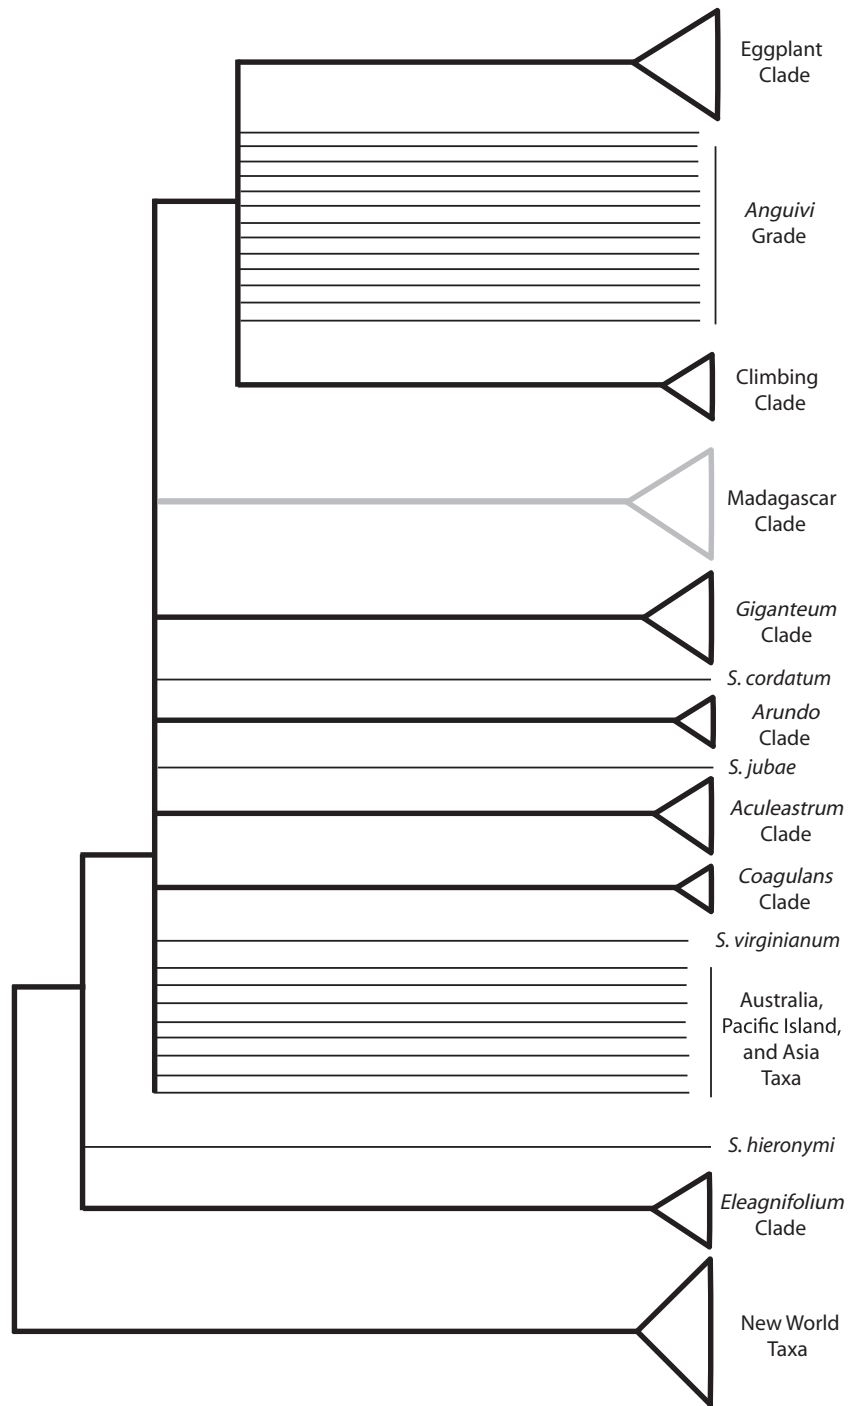 Eggplant
Clade
Anguivi
Grade
Climbing
Clade
Madagascar
Clade
Giganteum
Clade
S. cordatum
Arundo
Clade
S. jubae
Aculeastrum
Clade
Coagulans
Clade
S. virginianum
Australia,
Pacific Island,
and Asia
Taxa
S. hieronymi
Eleagnifolium
Clade
New World
Taxa